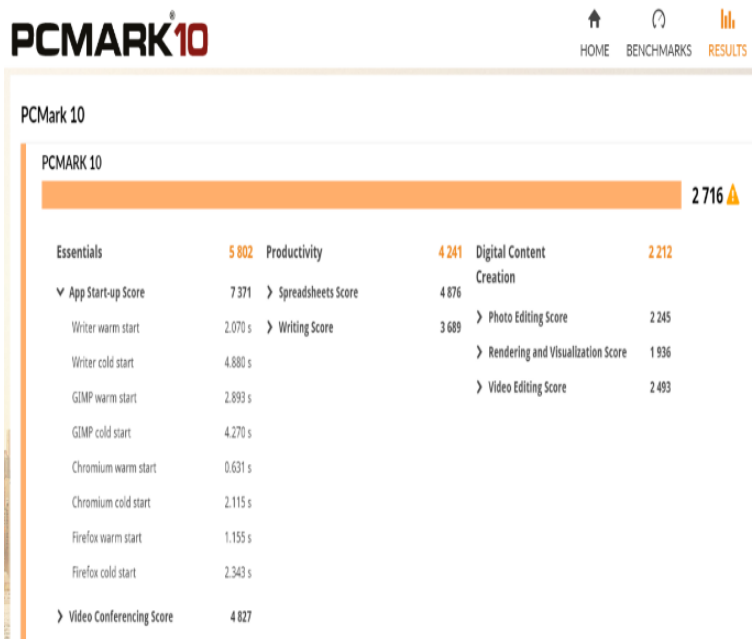 PCMARK®10
HOME BENCHMARKS RESULTS
PCMark 10
PCMARK 10
2 716
Essentials 5 802
App Start-up Score 7 371
Writer warm start 2.070 s
Writer cold start 4.880 s
GIMP warm start 2.893 s
GIMP cold start 4.270 s
Chromium warm start 0.631 s
Chromium cold start 2.115 s
Firefox warm start 1.155 s
Firefox cold start 2.343 s
Video Conferencing Score 4 827
Productivity 4 241
Spreadsheets Score 4 876
Writing Score 3 689
Digital Content 2 212
Creation
Photo Editing Score 2 245
Rendering and Visualization Score 1 936
Video Editing Score 2 493